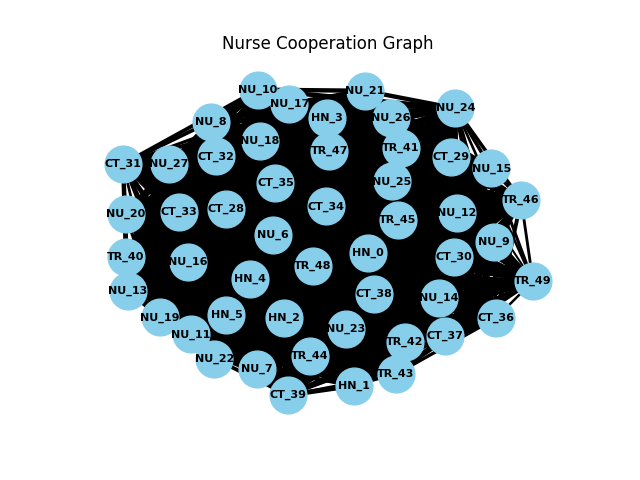 Nurse Cooperation Graph
NU_10
NU_21
NU_17
NU_24
NU_8
HN_3
NU_26
NU_18
TR_41
TR_47
CT_32
CT_29
CT_31
NU_27
NU_15
NU_25
CT_35
TR_46
CT_34
CT_28
CT_33
NU_20
NU_12
TR_45
NU_6
NU_9
HN_0
TR_40
CT_30
NU_16
TR_48
HN_4
TR_49
NU_13
CT_38
NU_14
HN_5
NU_19
HN_2
CT_36
NU_23
NU_11
CT_37
TR_42
TR_44
NU_22
NU_7
TR_43
HN_1
CT_39